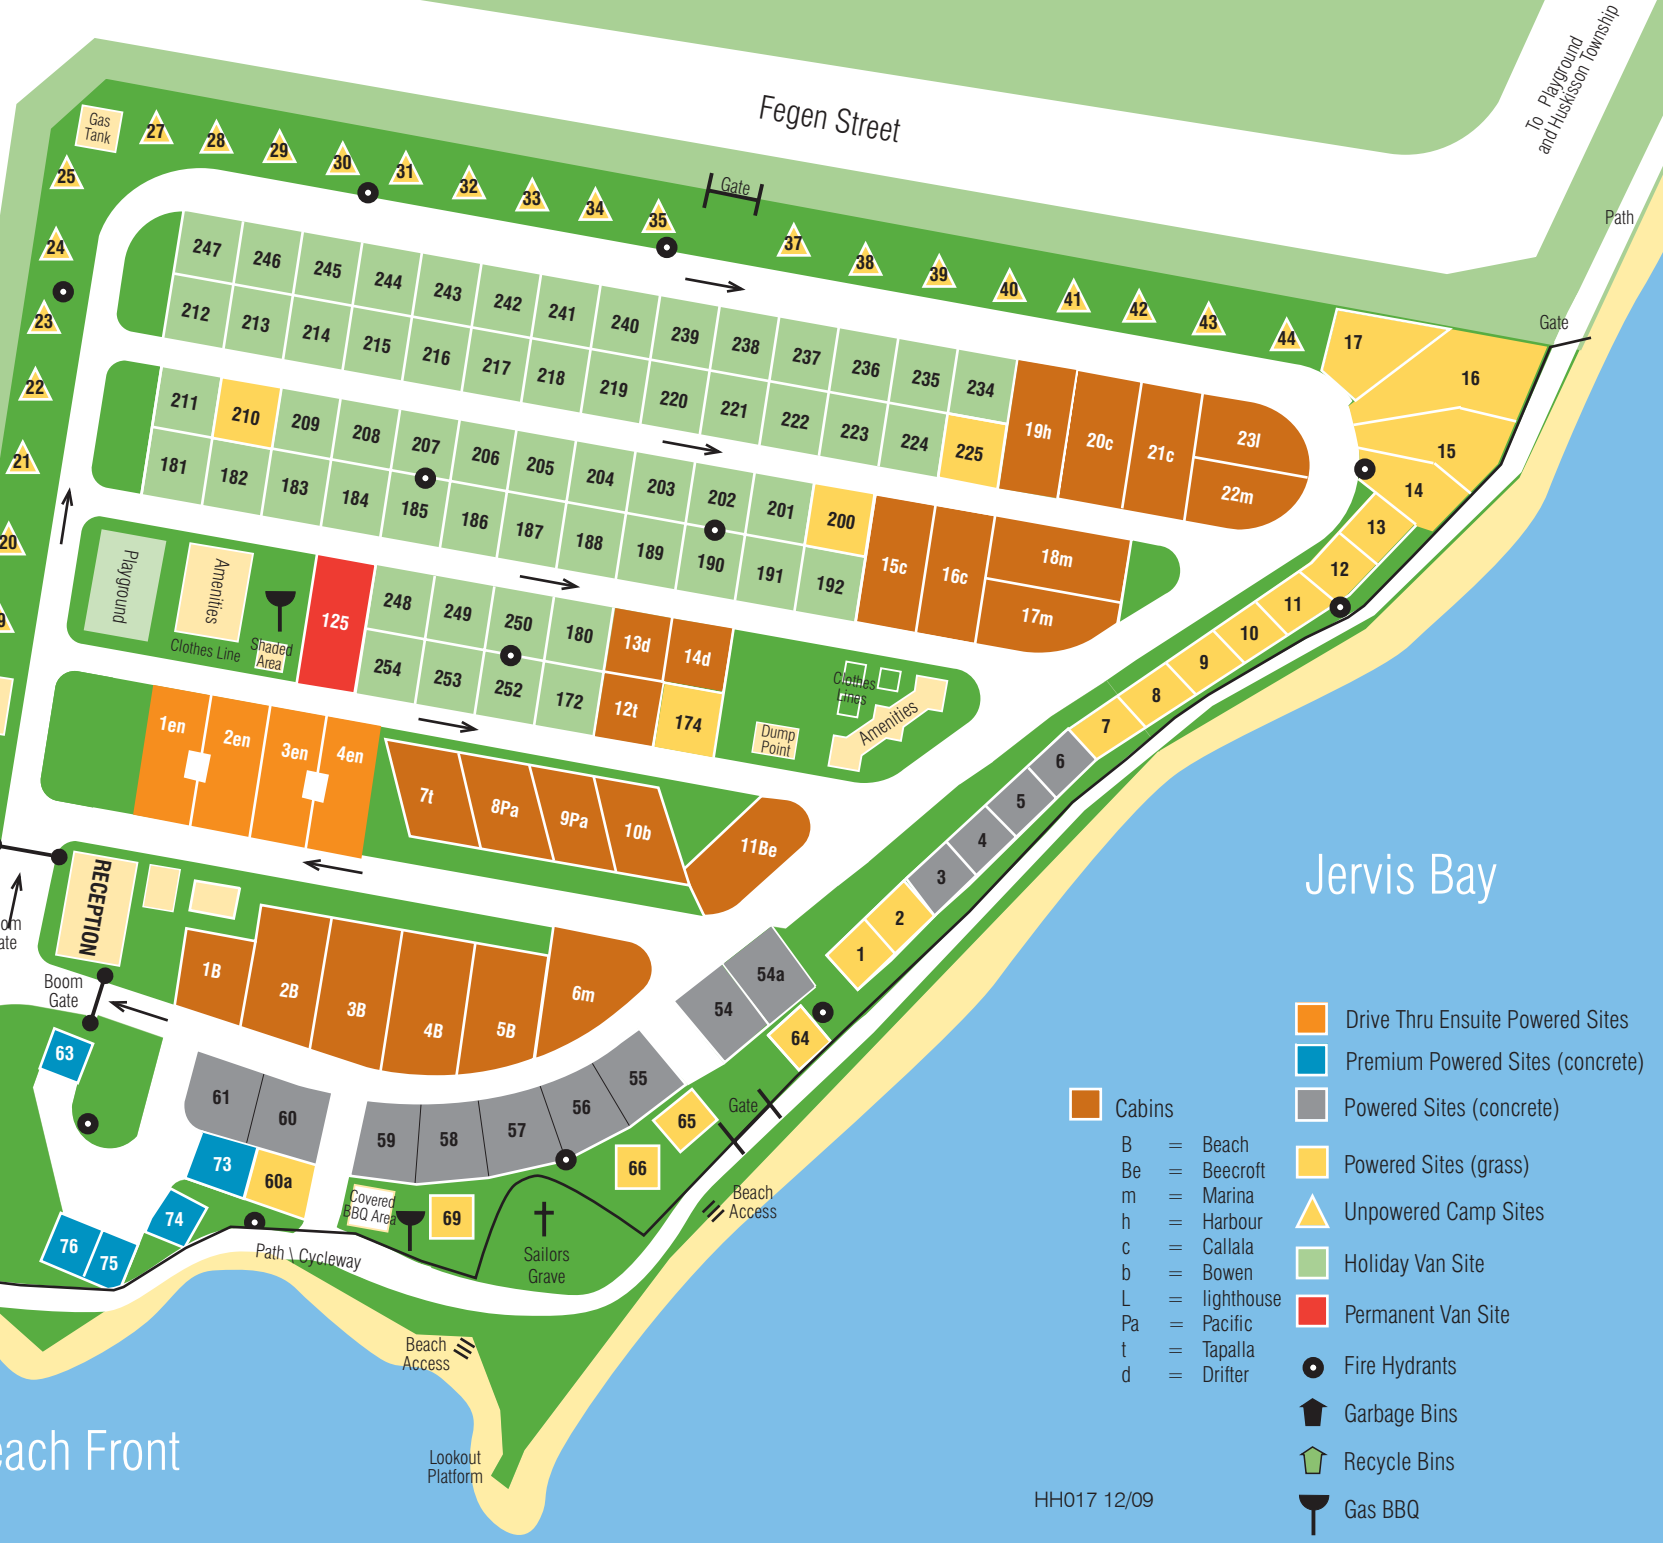 Fegen Street
To Playground
and Huskisson Township
Path
Gate
Gate
Gas
Tank
27
28
29
30
31
32
33
34
35
37
38
39
40
41
42
43
44
25
24
23
22
21
20
17
16
15
14
13
12
11
10
9
8
7
6
5
4
3
2
1
247
246
245
244
243
242
241
240
239
238
237
236
235
234
212
213
214
215
216
217
218
219
220
221
222
223
224
225
19h
20c
21c
23l
22m
211
210
209
208
207
206
205
204
203
202
201
200
181
182
183
184
185
186
187
188
189
190
191
192
15c
16c
18m
17m
Playground
Amenities
Clothes Line
Shaded
Area
125
248
249
250
180
13d
14d
254
253
252
172
12t
174
Clothes
Lines
Amenities
Dump
Point
1en
2en
3en
4en
7t
8Pa
9Pa
10b
11Be
RECEPTION
Boom
Gate
1B
2B
3B
4B
5B
6m
54a
54
64
55
56
57
58
59
60
61
63
65
66
69
73
60a
74
75
76
Gate
Covered
BBQ Area
Sailors
Grave
Path \ Cycleway
Beach
Access
Beach
Access
Lookout
Platform
each Front
Jervis Bay
Cabins
B = Beach
Be = Beecroft
m = Marina
h = Harbour
c = Callala
b = Bowen
L = lighthouse
Pa = Pacific
t = Tapalla
d = Drifter
Drive Thru Ensuite Powered Sites
Premium Powered Sites (concrete)
Powered Sites (concrete)
Powered Sites (grass)
Unpowered Camp Sites
Holiday Van Site
Permanent Van Site
Fire Hydrants
Garbage Bins
Recycle Bins
Gas BBQ
HH017 12/09